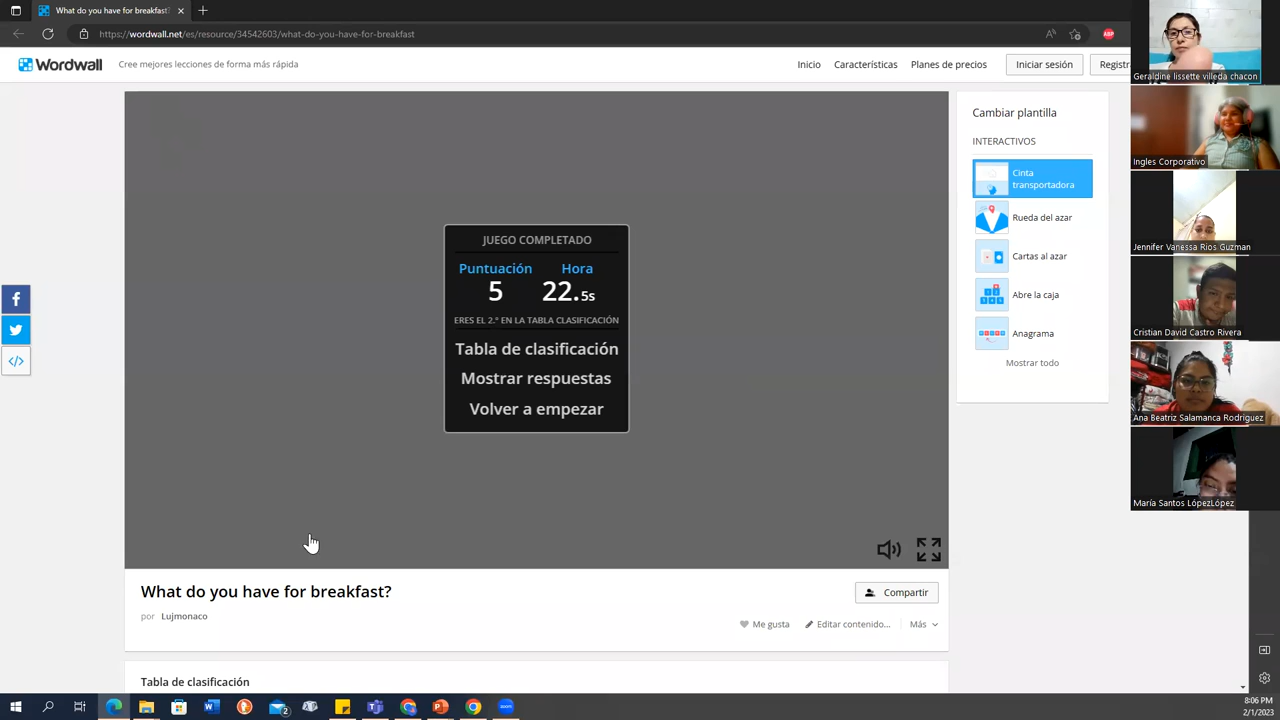 What do you have for breakfast?
https://wordwall.net/es/resource/34542603/what-do-you-have-for-breakfast
Wordwall
Cree mejores lecciones de forma más rápida
Inicio
Características
Planes de precios
Iniciar sesión
Registr
JUEGO COMPLETADO
Puntuación
Hora
5
22.5s
ERES EL 2.º EN LA TABLA CLASIFICACIÓN
Tabla de clasificación
Mostrar respuestas
Volver a empezar
Cambiar plantilla
INTERACTIVOS
Cinta
transportadora
Rueda del azar
Cartas al azar
Abre la caja
Anagrama
Mostrar todo
What do you have for breakfast?
por Lujmonaco
Compartir
Me gusta
Editar contenido...
Más
Tabla de clasificación
Geraldine lissette villeda chacon
Ingles Corporativo
Jennifer Vanessa Rios Guzman
Cristian David Castro Rivera
Ana Beatriz Salamanca Rodriguez
María Santos LópezLópez
8:06 PM
2/1/2023